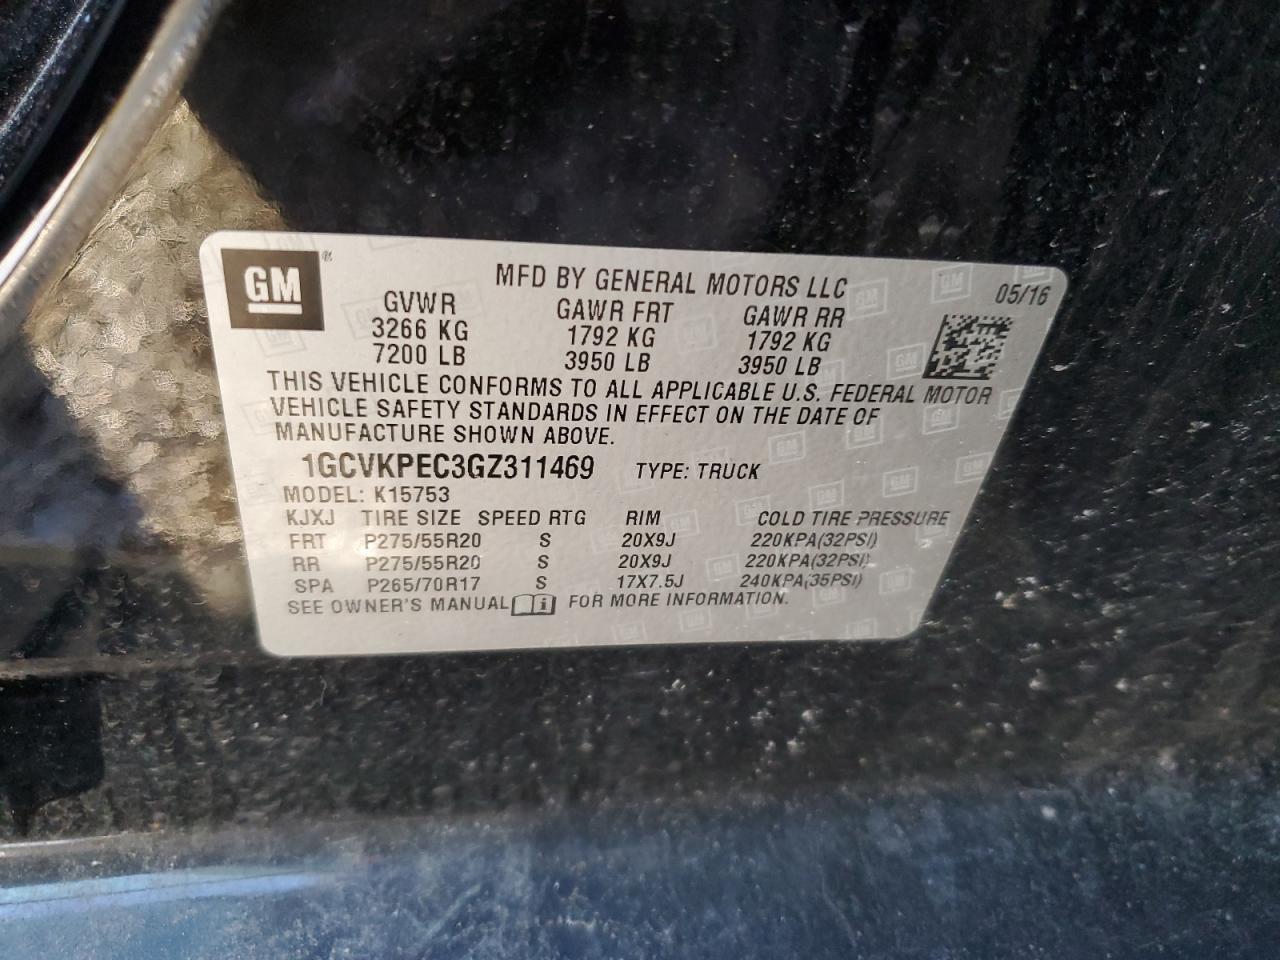 GM®
MFD BY GENERAL MOTORS LLC
05/16
GVWR GAWR FRT GAWR RR
3266 KG 1792 KG 1792 KG
7200 LB 3950 LB 3950 LB
THIS VEHICLE CONFORMS TO ALL APPLICABLE U.S. FEDERAL MOTOR
VEHICLE SAFETY STANDARDS IN EFFECT ON THE DATE OF
MANUFACTURE SHOWN ABOVE.
1GCVKPEC3GZ311469 TYPE: TRUCK
MODEL: K15753
KJXJ TIRE SIZE SPEED RTG RIM COLD TIRE PRESSURE
FRT P275/55R20 S 20X9J 220KPA(32PSI)
RR P275/55R20 S 20X9J 220KPA(32PSI)
SPA P265/70R17 S 17X7.5J 240KPA(35PSI)
SEE OWNER'S MANUAL i FOR MORE INFORMATION.